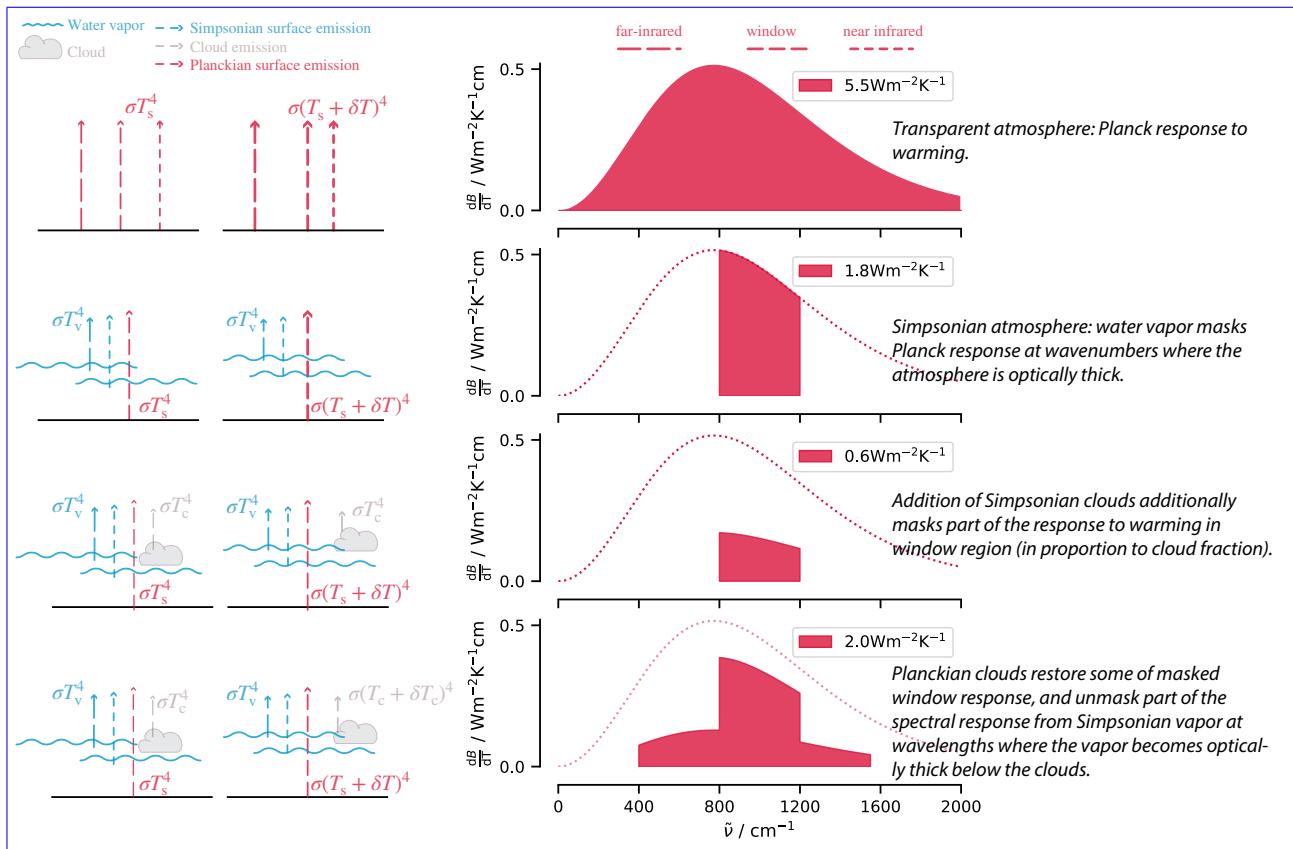 Water vapor
Cloud
Simpsonian surface emission
Cloud emission
Planckian surface emission
far-inrared
window
near infrared
σT_s^4
σ(T_s + δT)^4
0.5
0.0
dB/dT / Wm−2K−1cm
5.5Wm−2K−1
Transparent atmosphere: Planck response to
warming.
σT_v^4
σT_s^4
σT_v^4
σ(T_s + δT)^4
0.5
0.0
dB/dT / Wm−2K−1cm
1.8Wm−2K−1
Simpsonian atmosphere: water vapor masks
Planck response at wavenumbers where the
atmosphere is optically thick.
σT_v^4
σT_c^4
σT_s^4
σT_v^4
σT_c^4
σ(T_s + δT)^4
0.5
0.0
dB/dT / Wm−2K−1cm
0.6Wm−2K−1
Addition of Simpsonian clouds additionally
masks part of the response to warming in
window region (in proportion to cloud fraction).
σT_v^4
σT_c^4
σT_s^4
σT_v^4
σ(T_c + δT_c)^4
σ(T_s + δT)^4
0.5
0.0
dB/dT / Wm−2K−1cm
2.0Wm−2K−1
Planckian clouds restore some of masked
window response, and unmask part of the
spectral response from Simpsonian vapor at
wavelengths where the vapor becomes optical-
ly thick below the clouds.
0 400 800 1200 1600 2000
ν̃ / cm−1